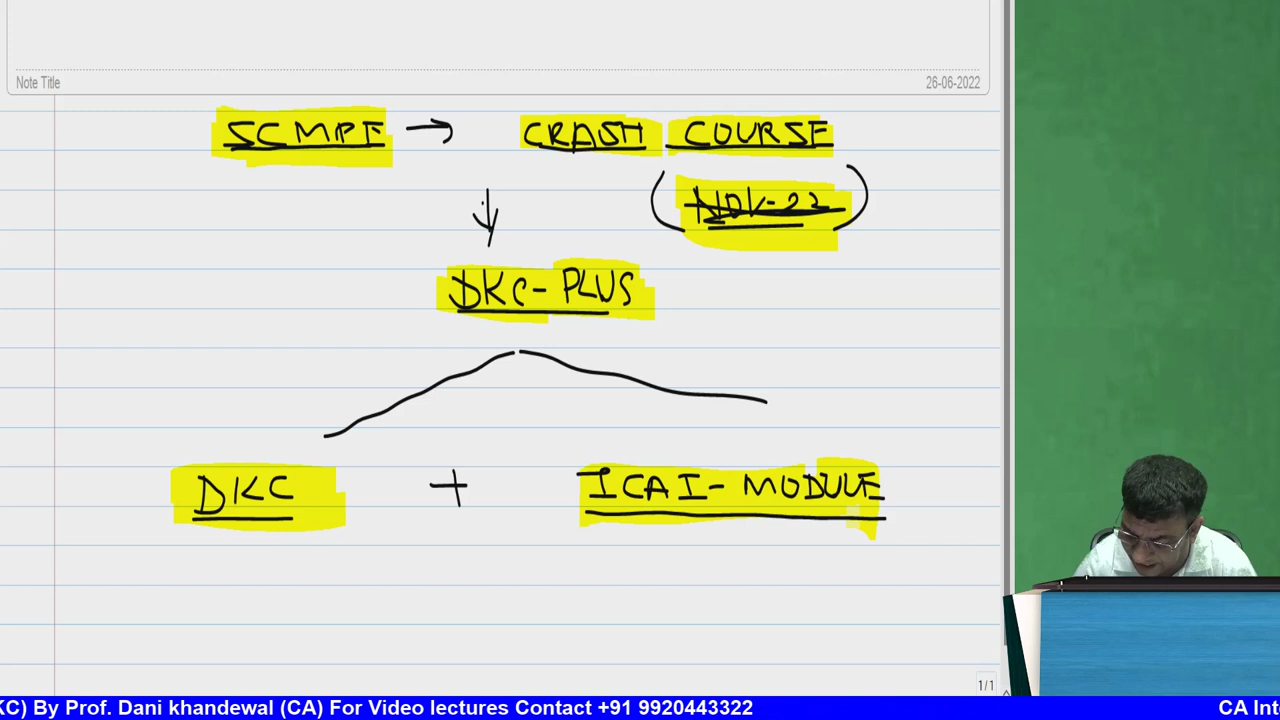 Note Title 26-06-2022
SCMPE → CRASH COURSE
(NOV-22)
↓
DKC-PLUS
DKC + ICAI-MODULE
1/1
KC) By Prof. Dani khandewal (CA) For Video lectures Contact +91 9920443322 CA Int